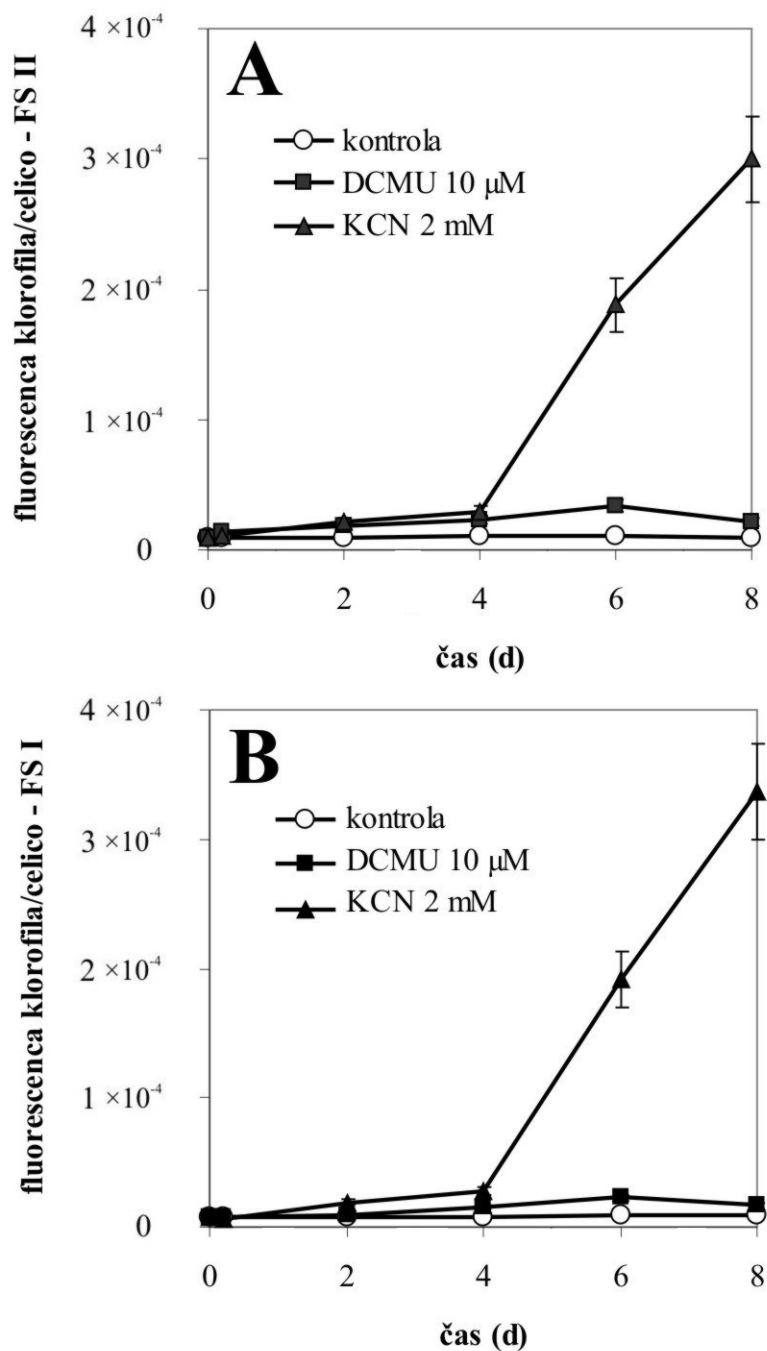 fluorescenca klorofila/celico - FS II
4 ×10⁻⁴
3 ×10⁻⁴
2 ×10⁻⁴
1 ×10⁻⁴
0
A
kontrola
DCMU 10 μM
KCN 2 mM
0 2 4 6 8
čas (d)
fluorescenca klorofila/celico - FS I
4 ×10⁻⁴
3 ×10⁻⁴
2 ×10⁻⁴
1 ×10⁻⁴
0
B
kontrola
DCMU 10 μM
KCN 2 mM
0 2 4 6 8
čas (d)